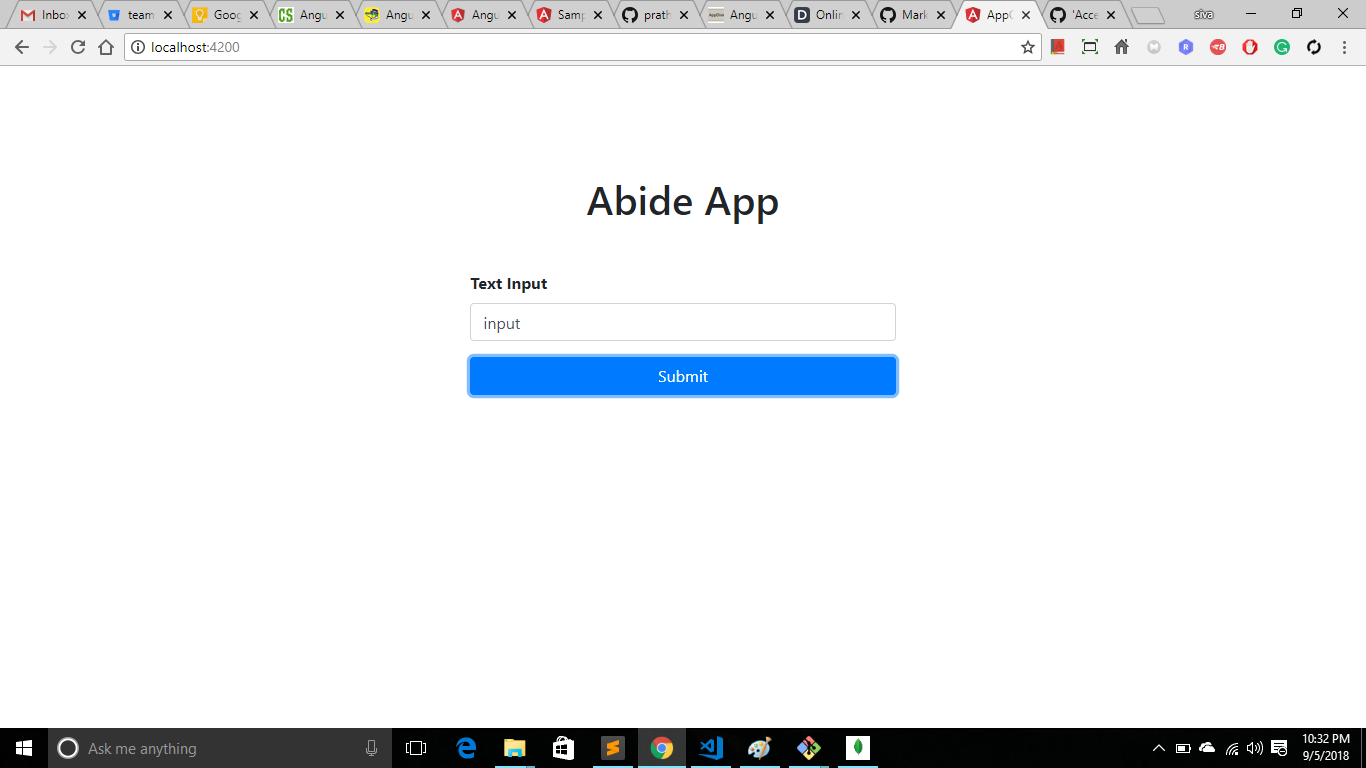 Inbox team Goog Angu Angu Angu Samp prath Angu Onlin Mark AppC 'Acce siva
localhost:4200
Abide App
Text Input
input
Submit
Ask me anything
10:32 PM
9/5/2018